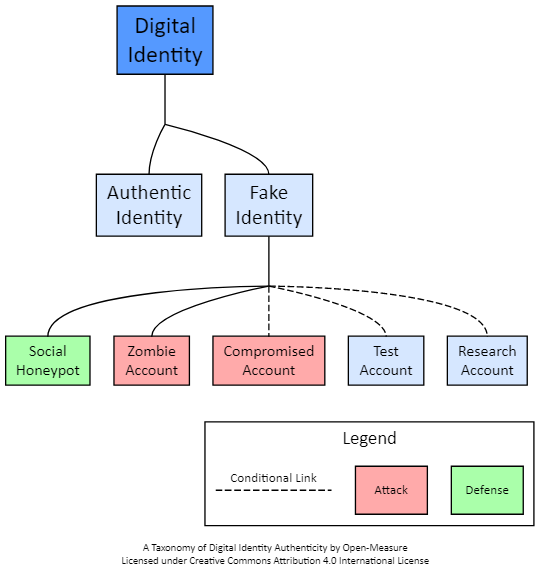 Digital
Identity
Authentic
Identity
Fake
Identity
Social
Honeypot
Zombie
Account
Compromised
Account
Test
Account
Research
Account
Legend
Conditional Link
Attack
Defense
A Taxonomy of Digital Identity Authenticity by Open-Measure
Licensed under Creative Commons Attribution 4.0 International License